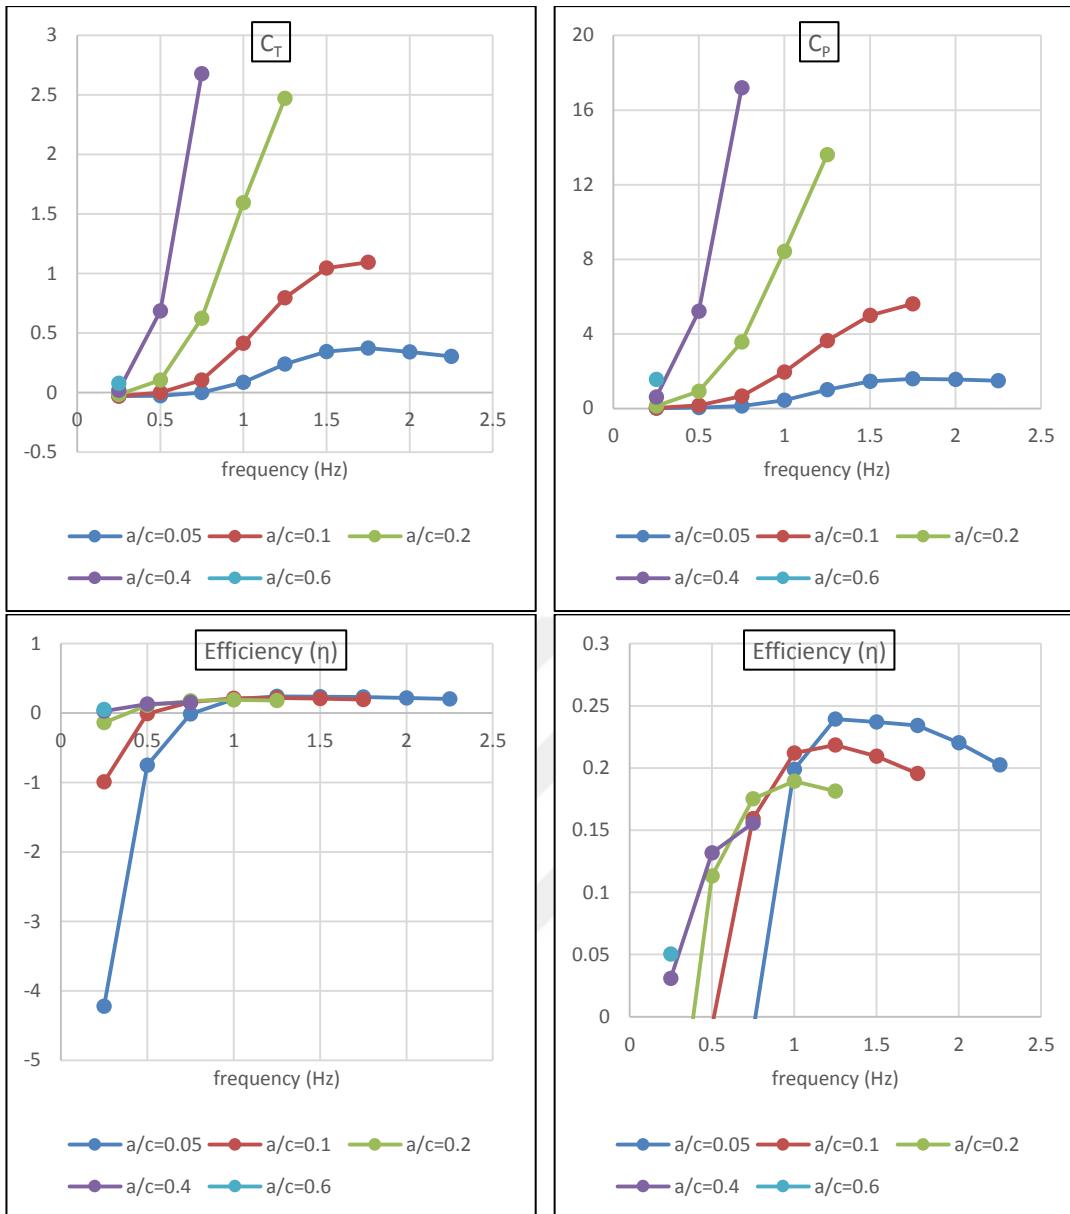 C_T
3
2.5
2
1.5
1
0.5
0
-0.5
0 0.5 1 1.5 2 2.5
frequency (Hz)
a/c=0.05 a/c=0.1 a/c=0.2
a/c=0.4 a/c=0.6
C_P
20
16
12
8
4
0
0 0.5 1 1.5 2 2.5
frequency (Hz)
a/c=0.05 a/c=0.1 a/c=0.2
a/c=0.4 a/c=0.6
Efficiency (η)
1
0
-1
-2
-3
-4
-5
0 0.5 1 1.5 2 2.5
frequency (Hz)
a/c=0.05 a/c=0.1 a/c=0.2
a/c=0.4 a/c=0.6
Efficiency (η)
0.3
0.25
0.2
0.15
0.1
0.05
0
0 0.5 1 1.5 2 2.5
frequency (Hz)
a/c=0.05 a/c=0.1 a/c=0.2
a/c=0.4 a/c=0.6